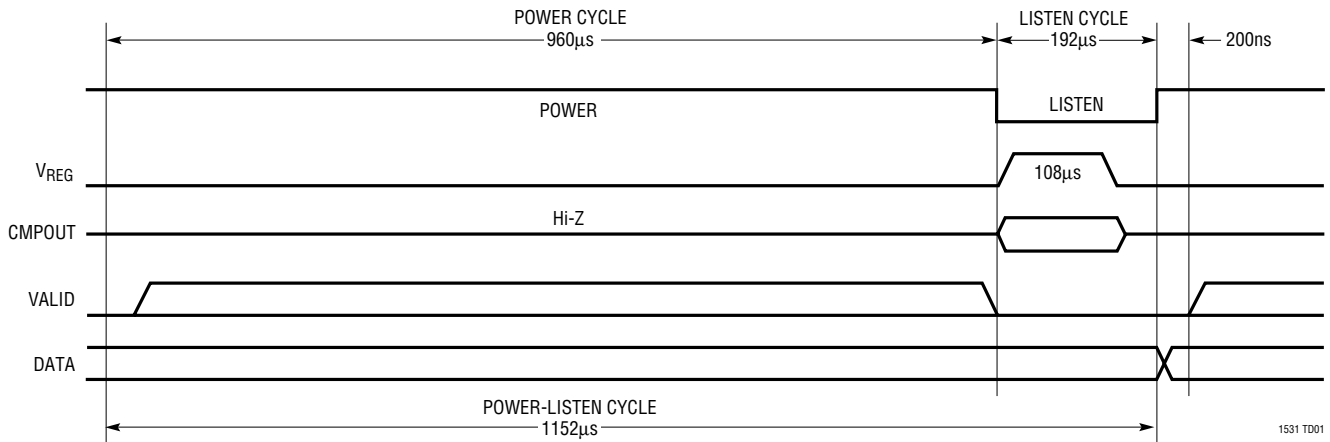 POWER CYCLE
960µs
LISTEN CYCLE
192µs
200ns
POWER
LISTEN
VREG
108µs
CMPOUT
Hi-Z
VALID
DATA
POWER-LISTEN CYCLE
1152µs
1531 TD01